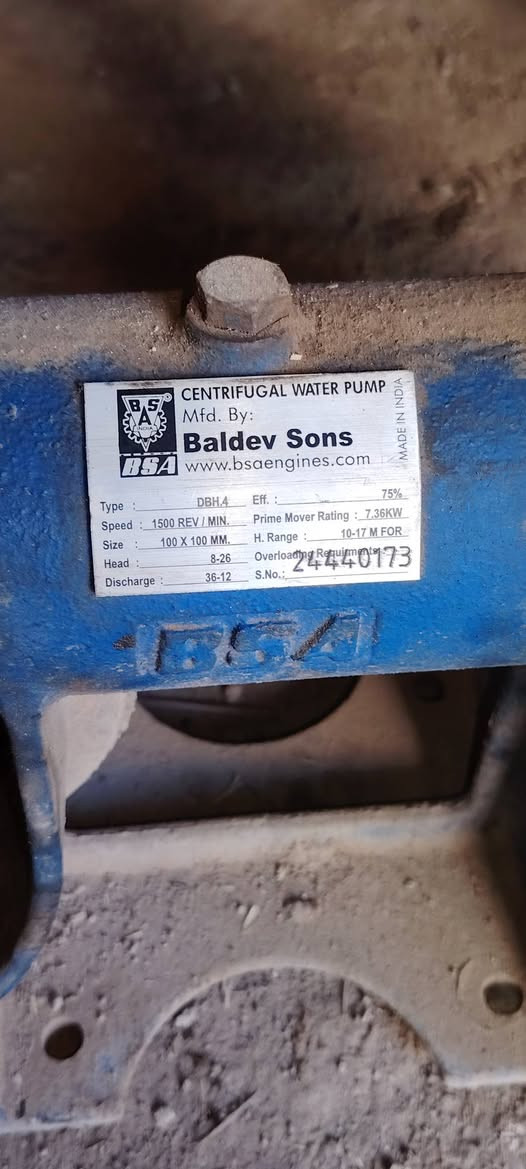 BSA
INDIA
BSA
CENTRIFUGAL WATER PUMP
Mfd. By:
Baldev Sons
www.bsaengines.com
MADE IN INDIA
Type : DBH.4 Eff. : 75%
Speed : 1500 REV / MIN. Prime Mover Rating : 7.36KW
Size : 100 X 100 MM. H. Range : 10-17 M FOR
Head : 8-26 Overloading Requirments
Discharge : 36-12 S.No.: 24440173
BSA